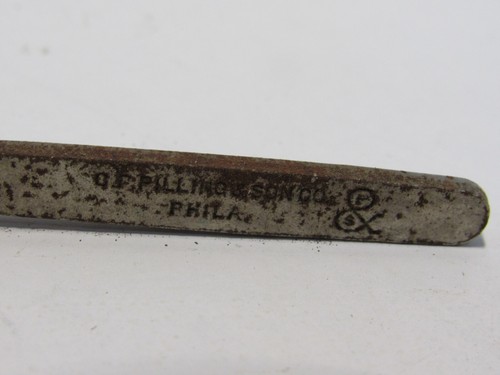 G.P. PILLING & SON CO.
PHILA.